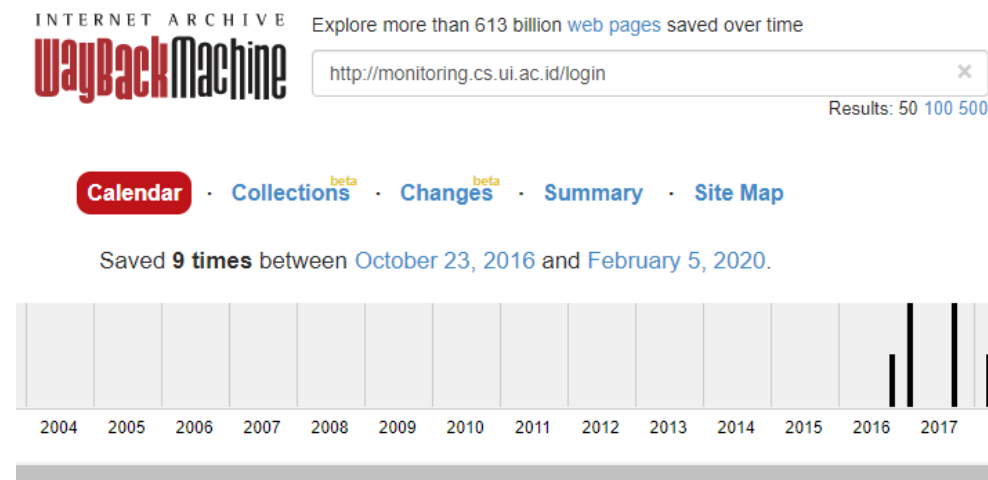 INTERNET ARCHIVE
WayBackMachine
Explore more than 613 billion web pages saved over time
http://monitoring.cs.ui.ac.id/login ×
Results: 50 100 500
Calendar · Collections beta · Changes beta · Summary · Site Map
Saved 9 times between October 23, 2016 and February 5, 2020.
2004 2005 2006 2007 2008 2009 2010 2011 2012 2013 2014 2015 2016 2017